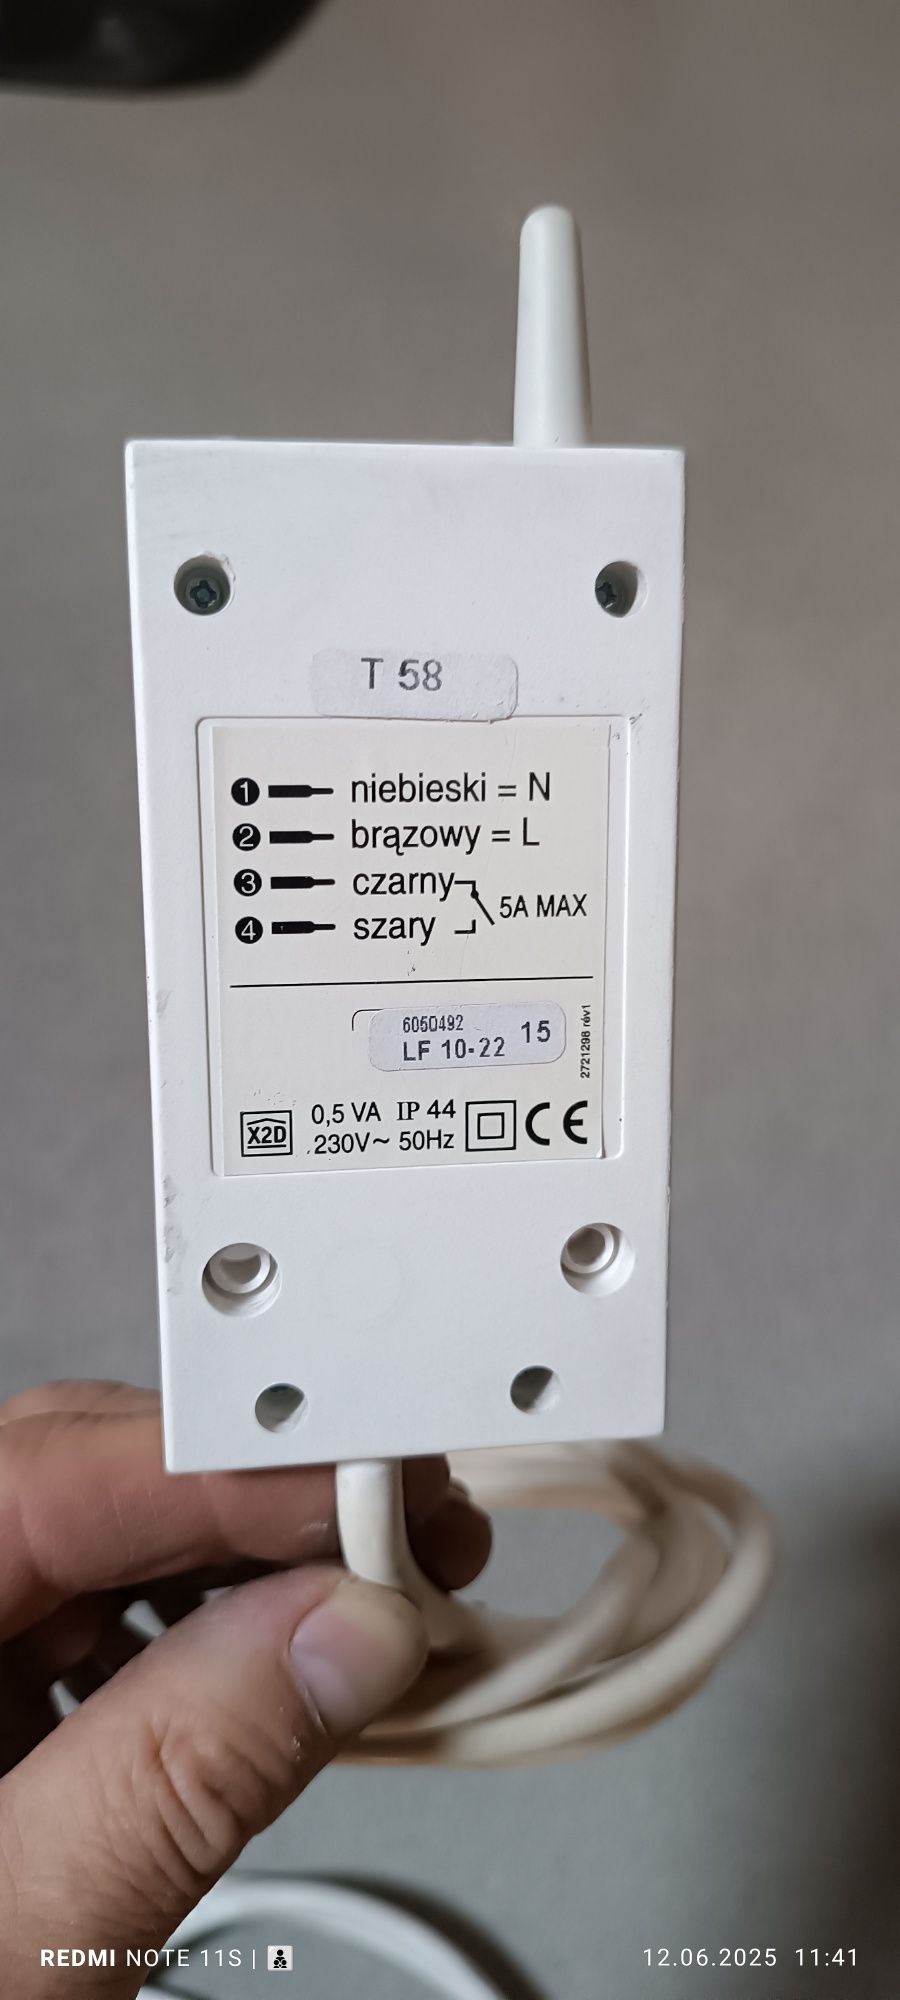 T 58
1 niebieski = N
2 brązowy = L
3 czarny
4 szary
5A MAX
6050492
LF 10-22 15
2721298 rév1
X2D
0,5 VA IP 44
230V~ 50Hz
CE
REDMI NOTE 11S |
12.06.2025 11:41